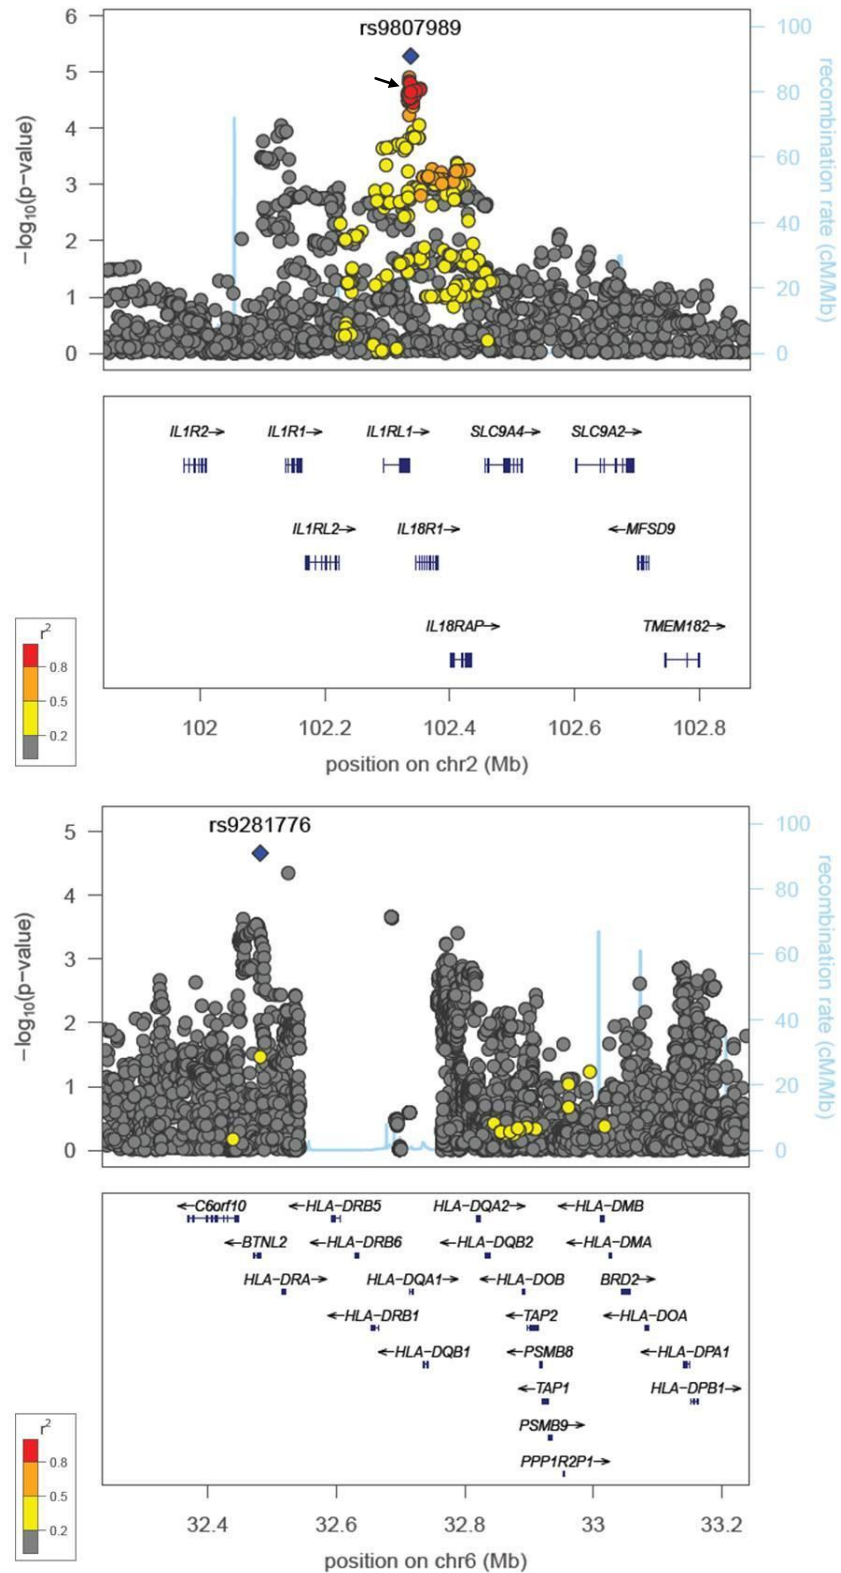 rs9807989
6
5
4
3
2
1
0
−log10(p−value)
100
80
60
40
20
0
recombination rate (cM/Mb)
IL1R2→ IL1R1→ IL1RL1→ SLC9A4→ SLC9A2→
IL1RL2→ IL18R1→ ←MFSD9
IL18RAP→ TMEM182→
r2
0.8
0.5
0.2
102 102.2 102.4 102.6 102.8
position on chr2 (Mb)
rs9281776
5
4
3
2
1
0
−log10(p−value)
100
80
60
40
20
0
recombination rate (cM/Mb)
←C6orf10 ←HLA−DRB5 HLA−DQA2→ ←HLA−DMB
←BTNL2 ←HLA−DRB6 ←HLA−DQB2 ←HLA−DMA
HLA−DRA→ HLA−DQA1→ ←HLA−DOB BRD2→
←HLA−DRB1 ←TAP2 ←HLA−DOA
←HLA−DQB1 ←PSMB8 ←HLA−DPA1
←TAP1 HLA−DPB1→
PSMB9→
PPP1R2P1→
r2
0.8
0.5
0.2
32.4 32.6 32.8 33 33.2
position on chr6 (Mb)